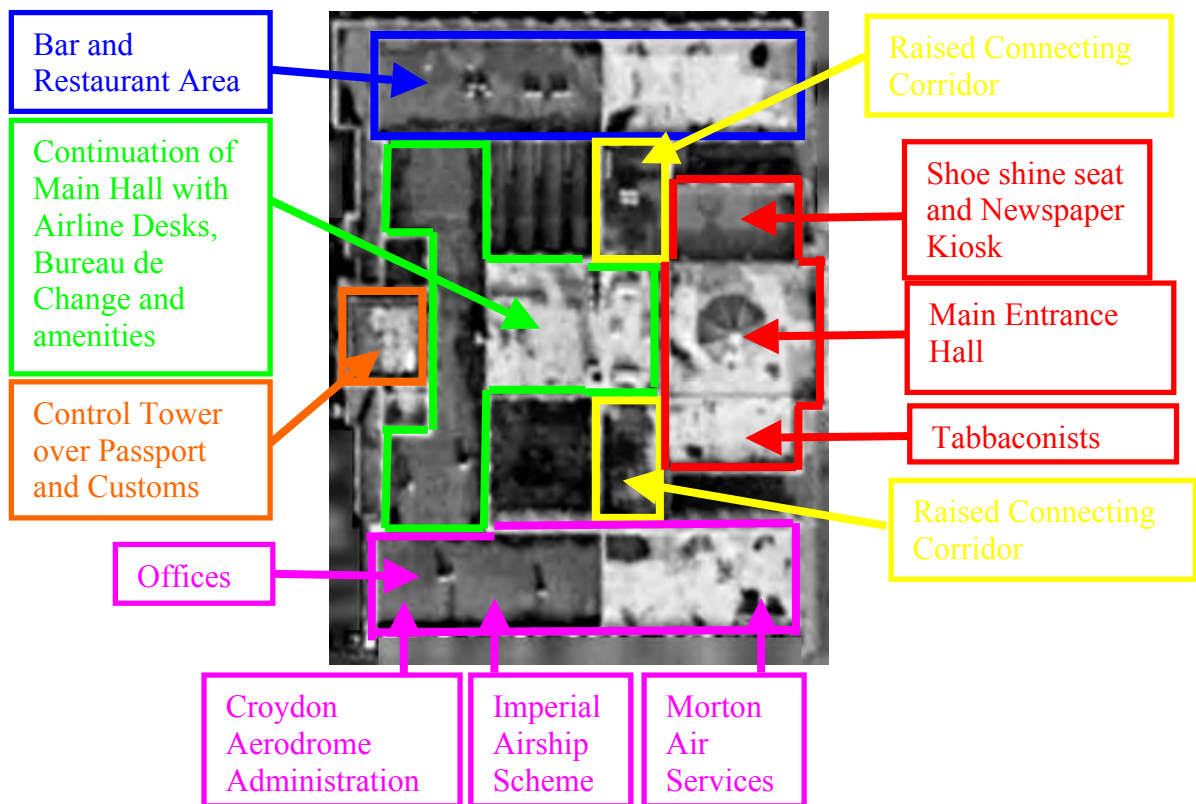 Bar and
Restaurant Area
Raised Connecting
Corridor
Continuation of
Main Hall with
Airline Desks,
Bureau de
Change and
amenities
Shoe shine seat
and Newspaper
Kiosk
Main Entrance
Hall
Control Tower
over Passport
and Customs
Tabbaconists
Raised Connecting
Corridor
Offices
Croydon
Aerodrome
Administration
Imperial
Airship
Scheme
Morton
Air
Services